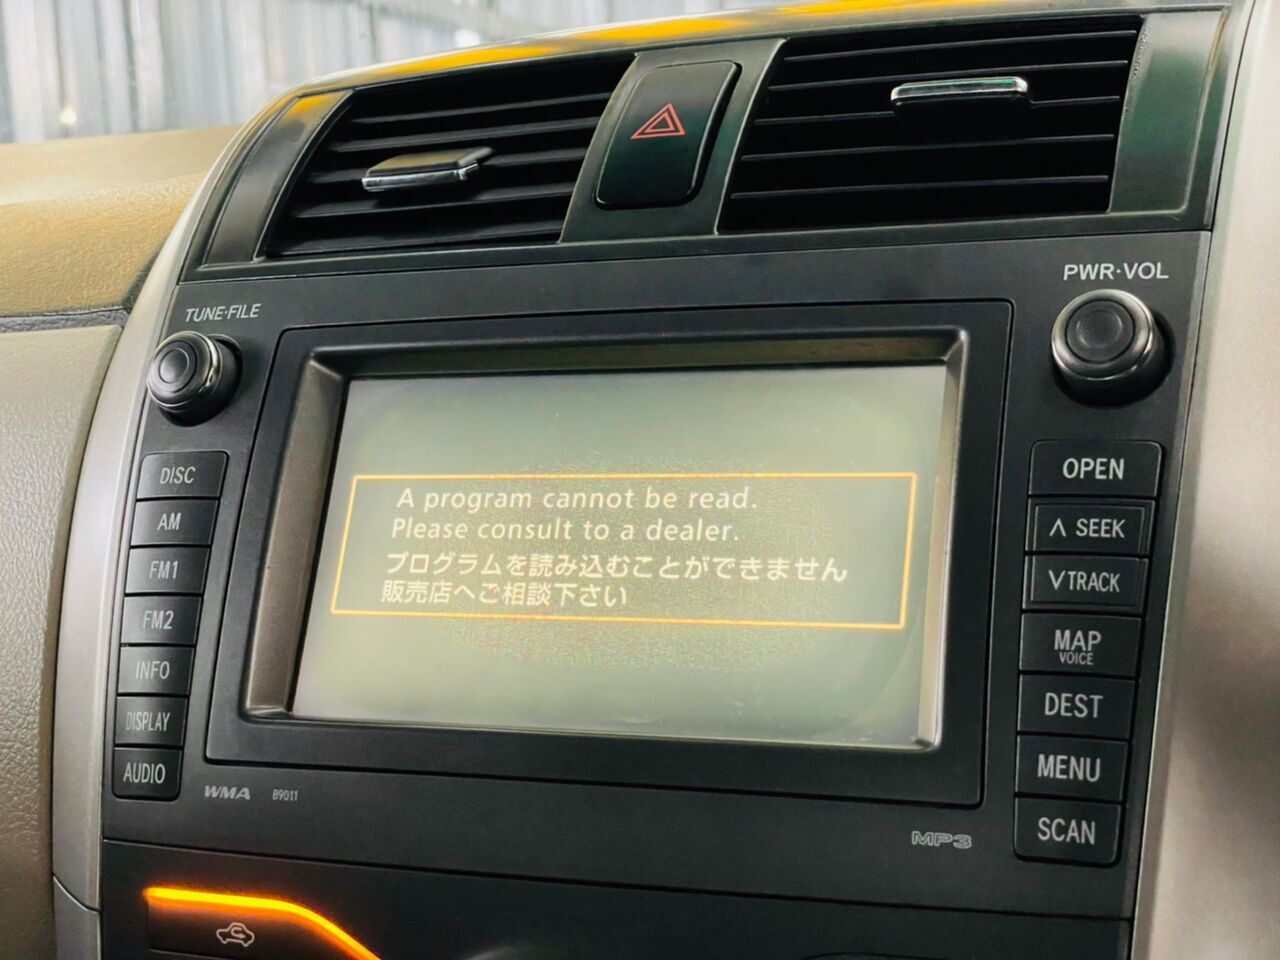 TUNE·FILE
PWR·VOL
DISC
AM
FM1
FM2
INFO
DISPLAY
AUDIO
A program cannot be read.
Please consult to a dealer.
プログラムを読み込むことができません
販売店へご相談下さい
OPEN
∧ SEEK
∨ TRACK
MAP
VOICE
DEST
MENU
SCAN
WMA B9011
MP3